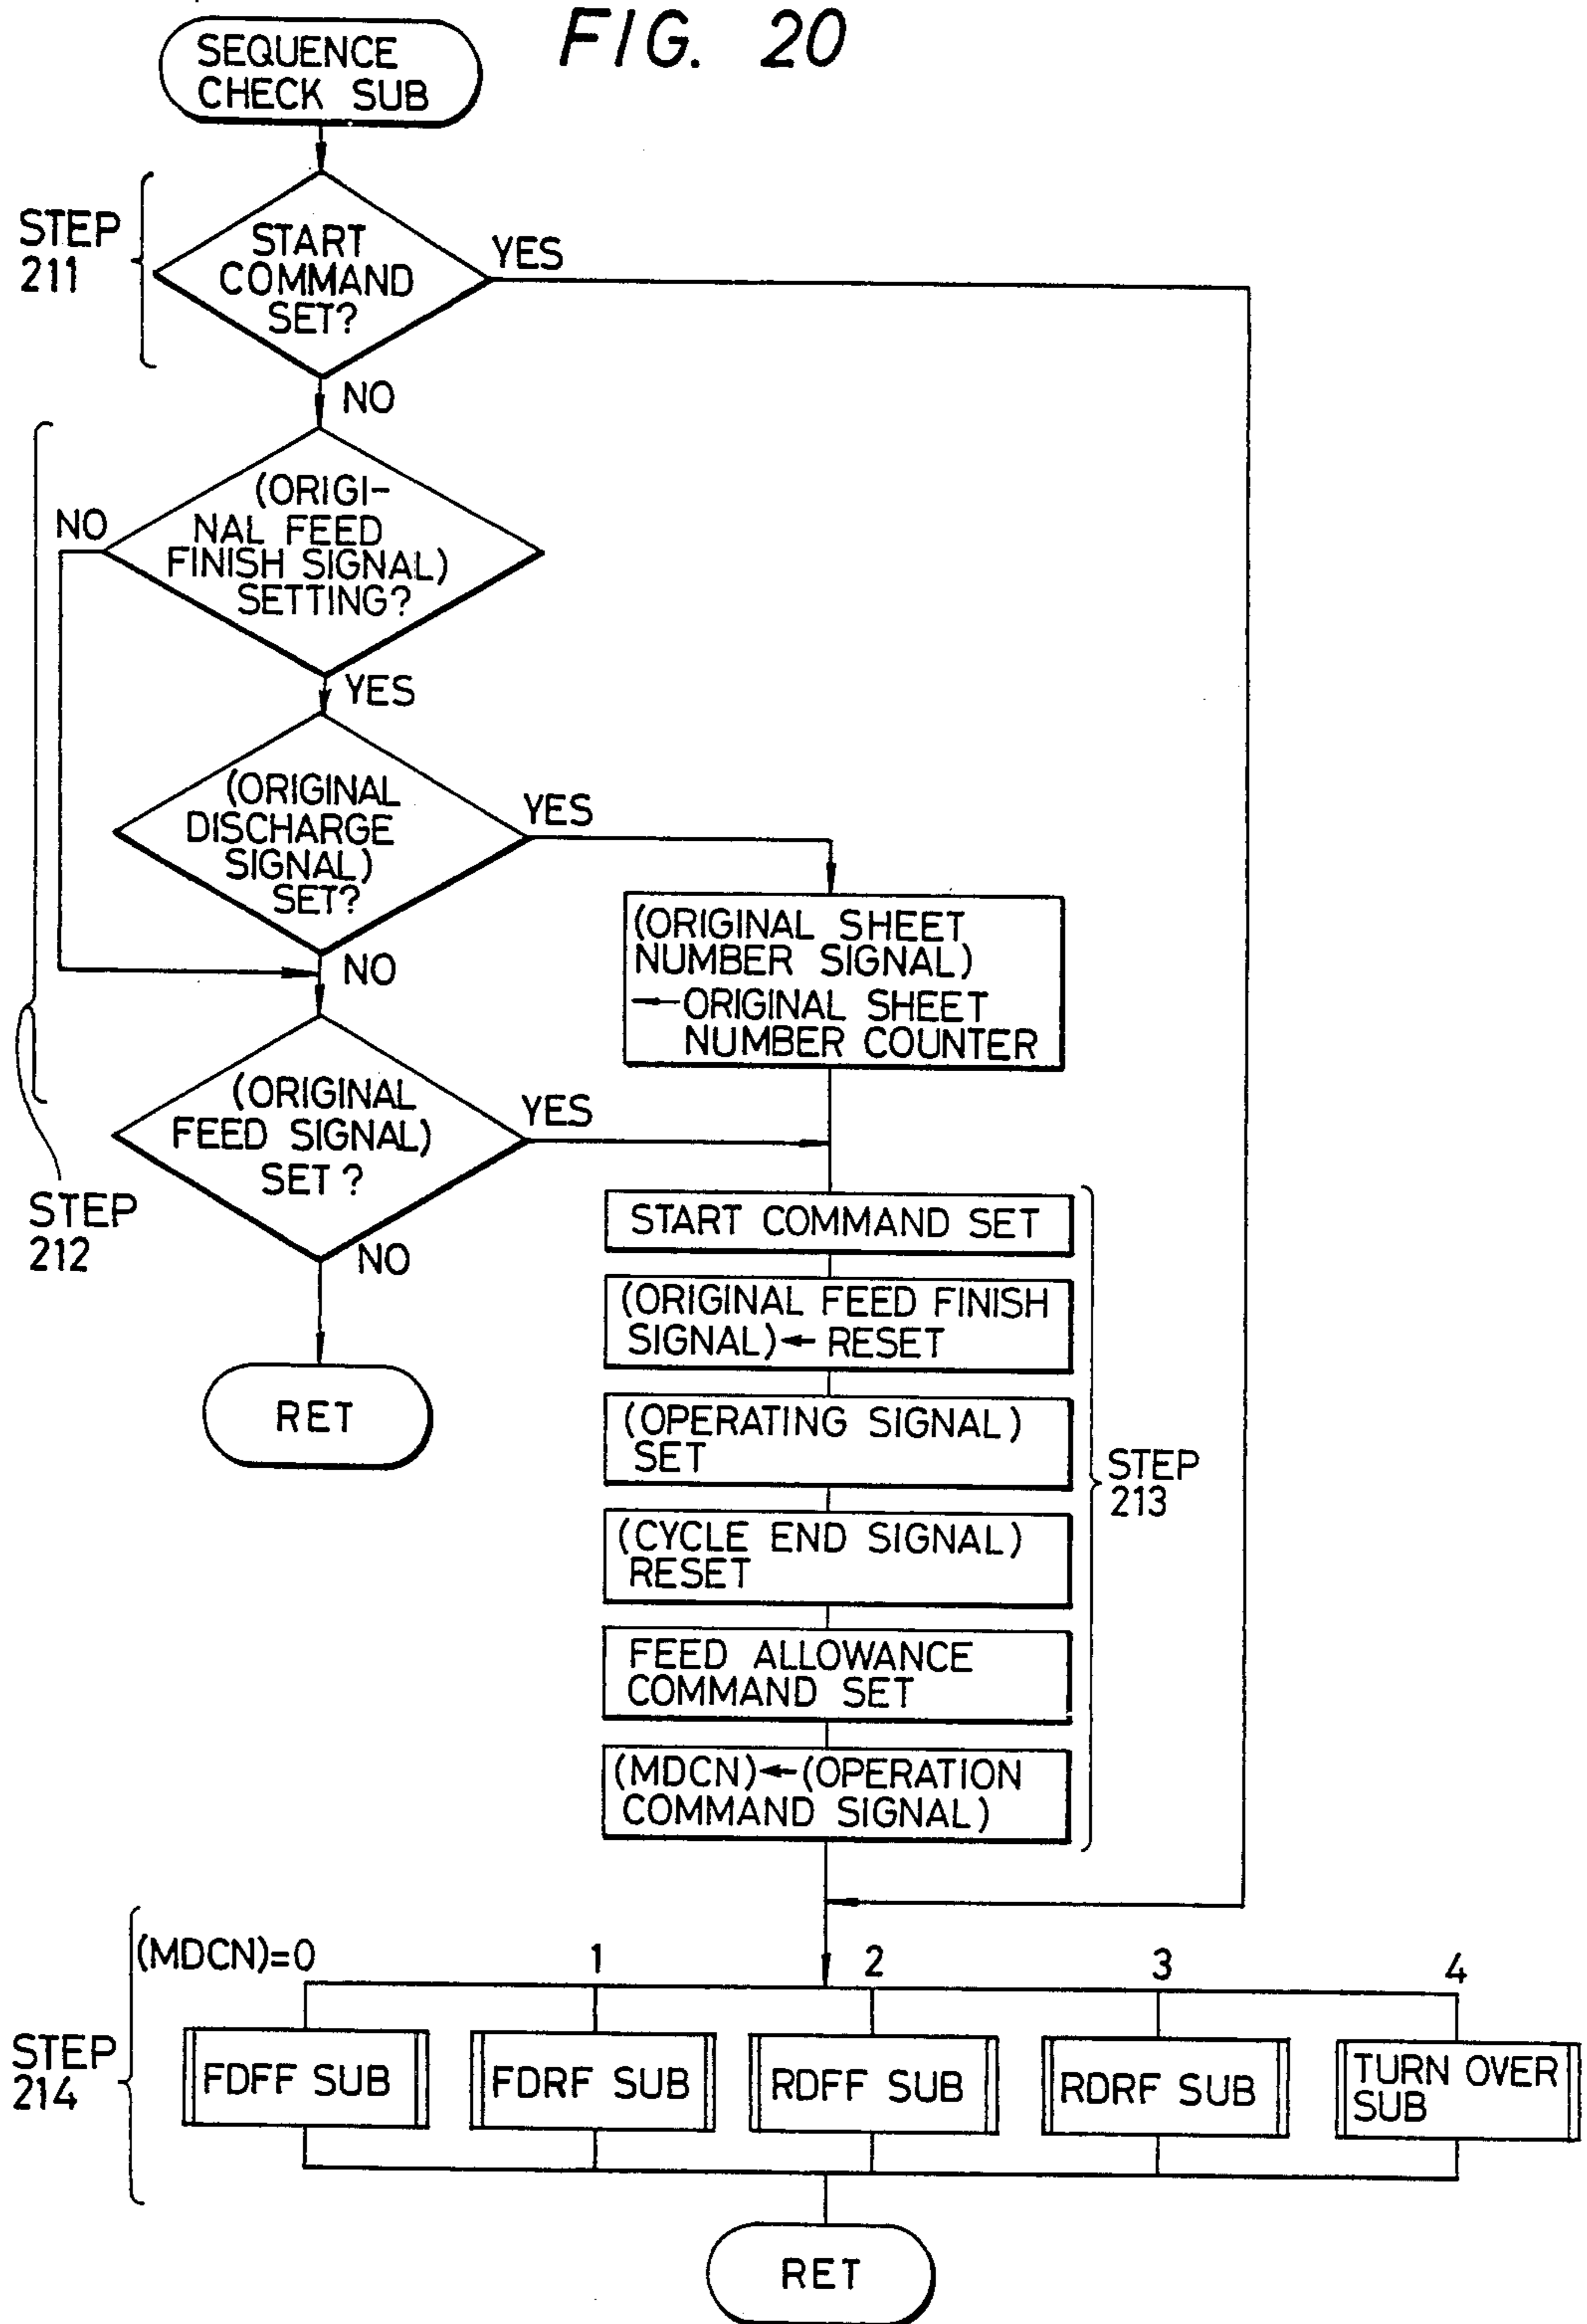 FIG. 20
SEQUENCE
CHECK SUB
STEP
211
START
COMMAND
SET?
YES
NO
(ORIGI-
NAL FEED
FINISH SIGNAL)
SETTING?
NO
YES
(ORIGINAL
DISCHARGE
SIGNAL)
SET?
YES
NO
(ORIGINAL SHEET
NUMBER SIGNAL)
←ORIGINAL SHEET
NUMBER COUNTER
(ORIGINAL
FEED SIGNAL)
SET?
YES
NO
STEP
212
RET
START COMMAND SET
(ORIGINAL FEED FINISH
SIGNAL)← RESET
(OPERATING SIGNAL)
SET
(CYCLE END SIGNAL)
RESET
FEED ALLOWANCE
COMMAND SET
(MDCN)←(OPERATION
COMMAND SIGNAL)
STEP
213
(MDCN)=0 1 2 3 4
STEP
214
FDFF SUB
FDRF SUB
RDFF SUB
RDRF SUB
TURN OVER
SUB
RET